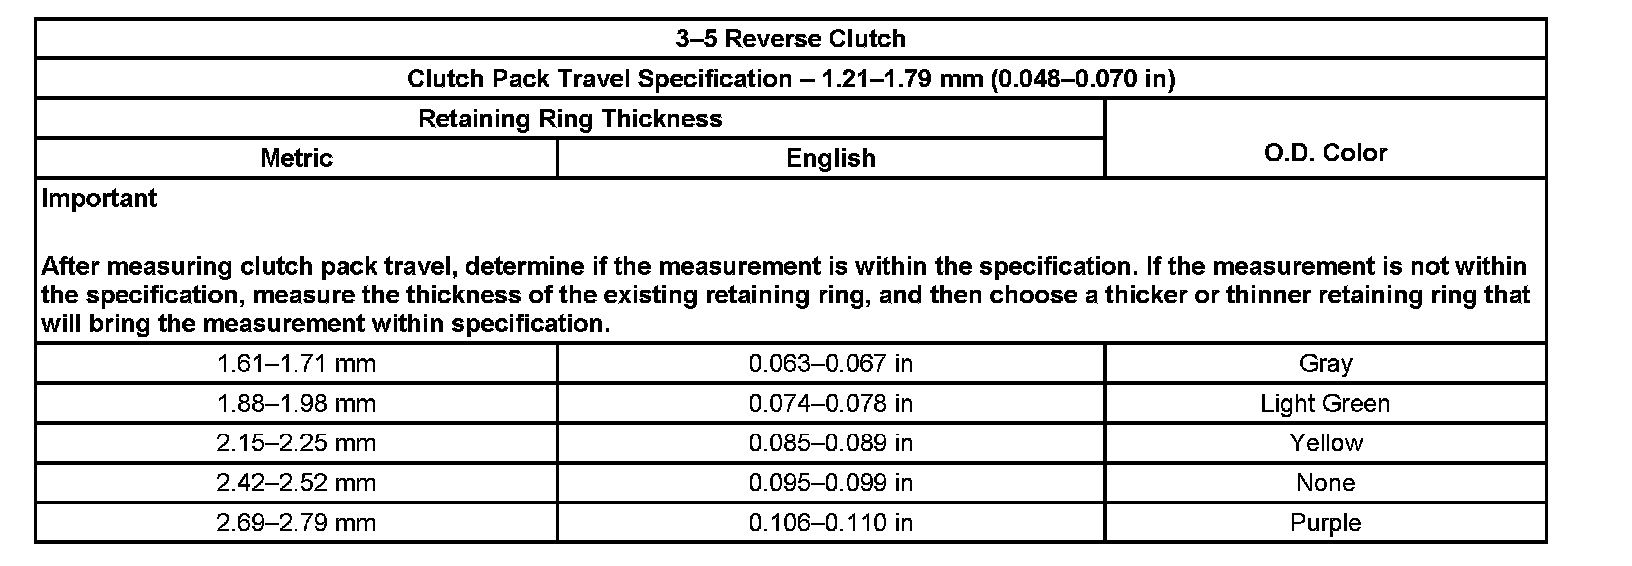 3–5 Reverse Clutch
Clutch Pack Travel Specification – 1.21–1.79 mm (0.048–0.070 in)
Retaining Ring Thickness
O.D. Color
Metric
English
Important
After measuring clutch pack travel, determine if the measurement is within the specification. If the measurement is not within
the specification, measure the thickness of the existing retaining ring, and then choose a thicker or thinner retaining ring that
will bring the measurement within specification.
1.61–1.71 mm 0.063–0.067 in Gray
1.88–1.98 mm 0.074–0.078 in Light Green
2.15–2.25 mm 0.085–0.089 in Yellow
2.42–2.52 mm 0.095–0.099 in None
2.69–2.79 mm 0.106–0.110 in Purple